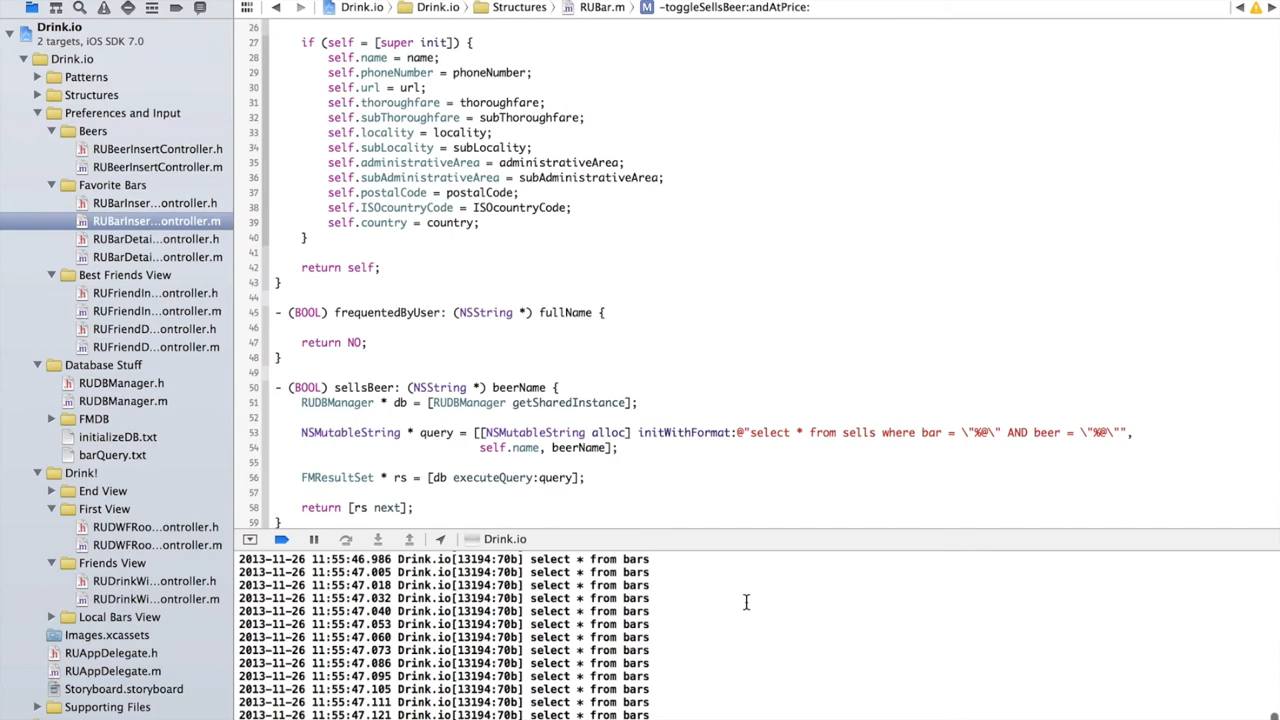 Drink.io Drink.io Structures RUBar.m M -toggleSellsBeer:andAtPrice:
Drink.io
2 targets, iOS SDK 7.0
Drink.io
Patterns
Structures
Preferences and Input
Beers
RUBeerInsertController.h
RUBeerInsertController.m
Favorite Bars
RUBarInser...ontroller.h
RUBarInser...ontroller.m
RUBarDetai...ontroller.h
RUBarDetai...ontroller.m
Best Friends View
RUFriendIn...ontroller.h
RUFriendIn...ontroller.m
RUFriendD...ontroller.h
RUFriendD...ontroller.m
Database Stuff
RUDBManager.h
RUDBManager.m
FMDB
initializeDB.txt
barQuery.txt
Drink!
End View
First View
RUDWFRoo...ontroller.h
RUDWFRoo...ontroller.m
Friends View
RUDrinkWi...ontroller.h
RUDrinkWi...ontroller.m
Local Bars View
Images.xcassets
RUAppDelegate.h
RUAppDelegate.m
Storyboard.storyboard
Supporting Files
26
27 if (self = [super init]) {
28 self.name = name;
29 self.phoneNumber = phoneNumber;
30 self.url = url;
31 self.thoroughfare = thoroughfare;
32 self.subThoroughfare = subThoroughfare;
33 self.locality = locality;
34 self.subLocality = subLocality;
35 self.administrativeArea = administrativeArea;
36 self.subAdministrativeArea = subAdministrativeArea;
37 self.postalCode = postalCode;
38 self.ISOcountryCode = ISOcountryCode;
39 self.country = country;
40 }
41
42 return self;
43 }
44
45 - (BOOL) frequentedByUser: (NSString *) fullName {
46
47 return NO;
48 }
49
50 - (BOOL) sellsBeer: (NSString *) beerName {
51 RUDBManager * db = [RUDBManager getSharedInstance];
52
53 NSMutableString * query = [[NSMutableString alloc] initWithFormat:@"select * from sells where bar = \"%@\" AND beer = \"%@\"",
54 self.name, beerName];
55
56 FMResultSet * rs = [db executeQuery:query];
57
58 return [rs next];
59 }
Drink.io
2013-11-26 11:55:46.986 Drink.io[13194:70b] select * from bars
2013-11-26 11:55:47.005 Drink.io[13194:70b] select * from bars
2013-11-26 11:55:47.018 Drink.io[13194:70b] select * from bars
2013-11-26 11:55:47.032 Drink.io[13194:70b] select * from bars
2013-11-26 11:55:47.040 Drink.io[13194:70b] select * from bars
2013-11-26 11:55:47.053 Drink.io[13194:70b] select * from bars
2013-11-26 11:55:47.060 Drink.io[13194:70b] select * from bars
2013-11-26 11:55:47.073 Drink.io[13194:70b] select * from bars
2013-11-26 11:55:47.086 Drink.io[13194:70b] select * from bars
2013-11-26 11:55:47.095 Drink.io[13194:70b] select * from bars
2013-11-26 11:55:47.105 Drink.io[13194:70b] select * from bars
2013-11-26 11:55:47.111 Drink.io[13194:70b] select * from bars
2013-11-26 11:55:47.121 Drink.io[13194:70b] select * from bars